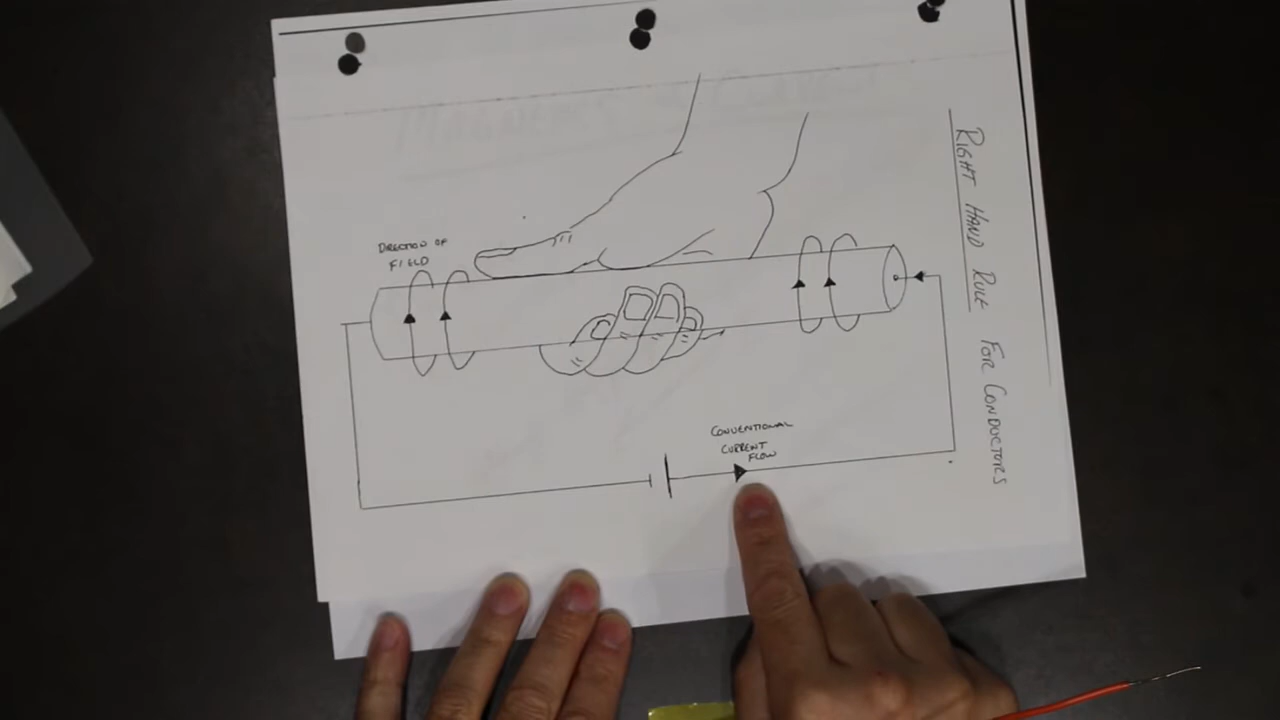 RIGHT HAND RULE FOR CONDUCTORS
DIRECTION OF
FIELD
CONVENTIONAL
CURRENT
FLOW